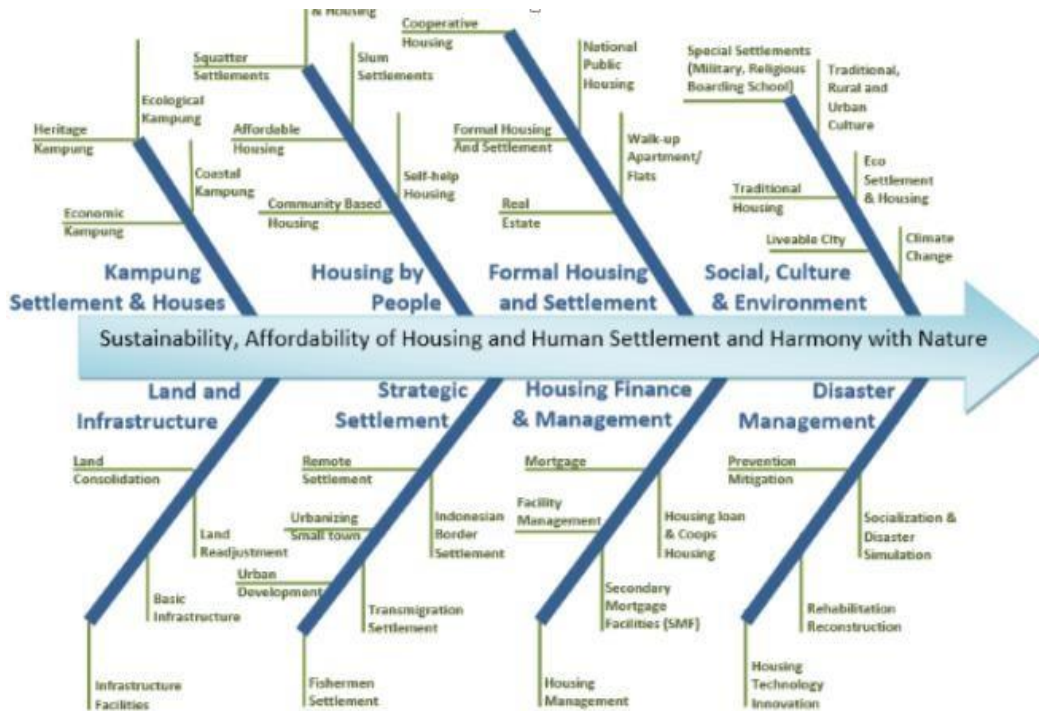 & Housing
Cooperative
Housing
Squatter
Settlements
Slum
Settlements
National
Public
Housing
Special Settlements
(Military, Religious
Boarding School)
Traditional,
Rural and
Urban
Culture
Ecological
Kampung
Heritage
Kampung
Affordable
Housing
Formal Housing
And Settlement
Walk-up
Apartment/
Flats
Coastal
Kampung
Self-help
Housing
Eco
Settlement
& Housing
Traditional
Housing
Economic
Kampung
Community Based
Housing
Real
Estate
Liveable City
Climate
Change
Kampung
Settlement & Houses
Housing by
People
Formal Housing
and Settlement
Social, Culture
& Environment
Sustainability, Affordability of Housing and Human Settlement and Harmony with Nature
Land and
Infrastructure
Strategic
Settlement
Housing Finance
& Management
Disaster
Management
Land
Consolidation
Remote
Settlement
Mortgage
Prevention
Mitigation
Land
Readjustment
Urbanizing
Small town
Indonesian
Border
Settlement
Facility
Management
Housing loan
& Coops
Housing
Socialization &
Disaster
Simulation
Basic
Infrastructure
Urban
Development
Transmigration
Settlement
Secondary
Mortgage
Facilities (SMF)
Rehabilitation
Reconstruction
Infrastructure
Facilities
Fishermen
Settlement
Housing
Management
Housing
Technology
Innovation